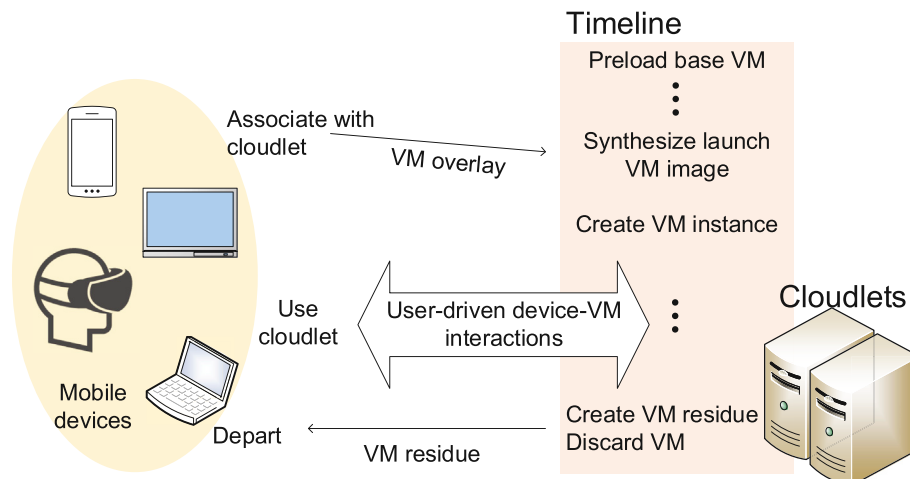 Timeline
Preload base VM
Associate with
cloudlet
VM overlay
Synthesize launch
VM image
Create VM instance
Use
cloudlet
User-driven device-VM
interactions
Cloudlets
Mobile
devices
Depart
VM residue
Create VM residue
Discard VM